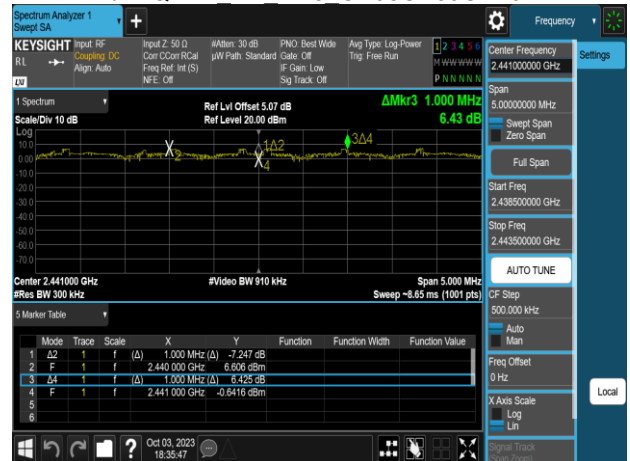 Spectrum Analyzer 1
Swept SA
Frequency
KEYSIGHT
RL
Input: RF
Coupling: DC
Align: Auto
Input Z: 50 Ω
Corr CCorr RCal
Freq Ref: Int (S)
NFE: Off
#Atten: 30 dB
µW Path: Standard
PNO: Best Wide
Gate: Off
IF Gain: Low
Sig Track: Off
Avg Type: Log-Power
Trig: Free Run
1 2 3 4 5 6
M W W W W W
P N N N N N
1 Spectrum
Scale/Div 10 dB
Ref Lvl Offset 5.07 dB
Ref Level 20.00 dBm
ΔMkr3 1.000 MHz
6.43 dB
Log
10.0
0.00
-10.0
-20.0
-30.0
-40.0
-50.0
-60.0
-70.0
2
1Δ2
4
3Δ4
Center 2.441000 GHz
#Res BW 300 kHz
#Video BW 910 kHz
Span 5.000 MHz
Sweep ~8.65 ms (1001 pts)
5 Marker Table
Mode Trace Scale X Y Function Function Width Function Value
1 Δ2 1 f (Δ) 1.000 MHz (Δ) -7.247 dB
2 F 1 f 2.440 000 GHz 6.606 dBm
3 Δ4 1 f (Δ) 1.000 MHz (Δ) 6.425 dB
4 F 1 f 2.441 000 GHz -0.6416 dBm
5
6
Oct 03, 2023
18:35:47
Center Frequency
2.441000000 GHz
Settings
Span
5.00000000 MHz
Swept Span
Zero Span
Full Span
Start Freq
2.438500000 GHz
Stop Freq
2.443500000 GHz
AUTO TUNE
CF Step
500.000 kHz
Auto
Man
Freq Offset
0 Hz
X Axis Scale
Log
Lin
Local
Signal Track
(Span Zoom)